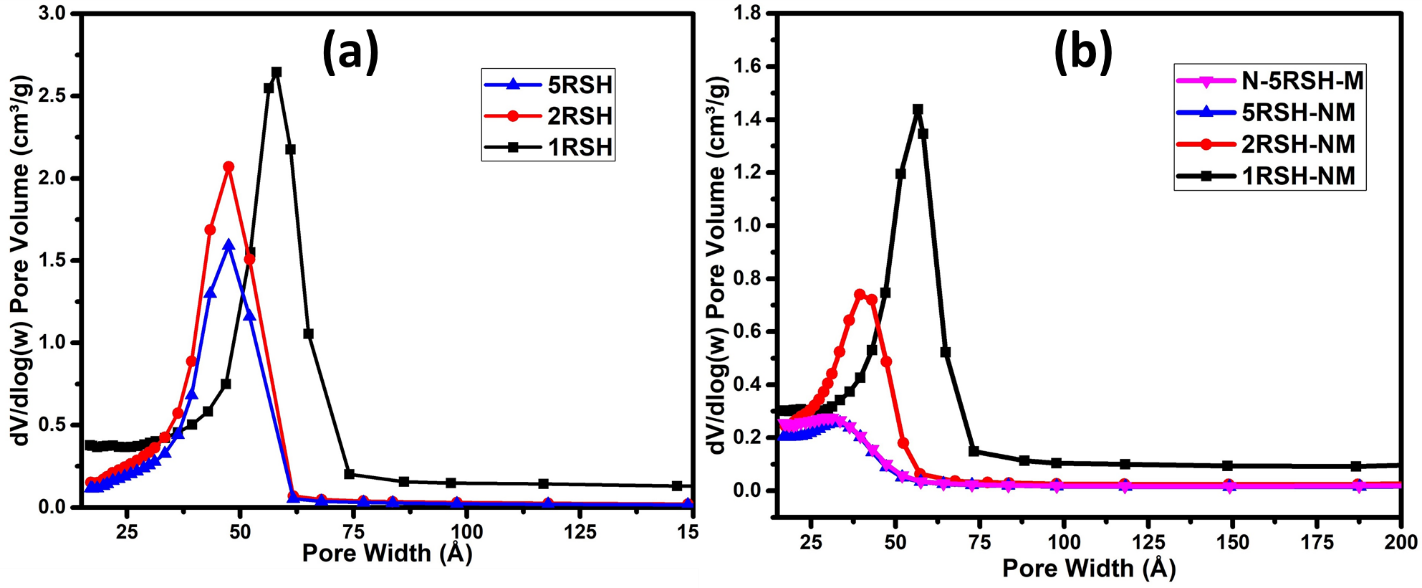 (a)
dV/dlog(w) Pore Volume (cm³/g)
3.0
2.5
2.0
1.5
1.0
0.5
0.0
5RSH
2RSH
1RSH
25
50
75
100
125
15
Pore Width (Å)
(b)
dV/dlog(w) Pore Volume (cm³/g)
1.8
1.6
1.4
1.2
1.0
0.8
0.6
0.4
0.2
0.0
N-5RSH-M
5RSH-NM
2RSH-NM
1RSH-NM
25
50
75
100
125
150
175
200
Pore Width (Å)